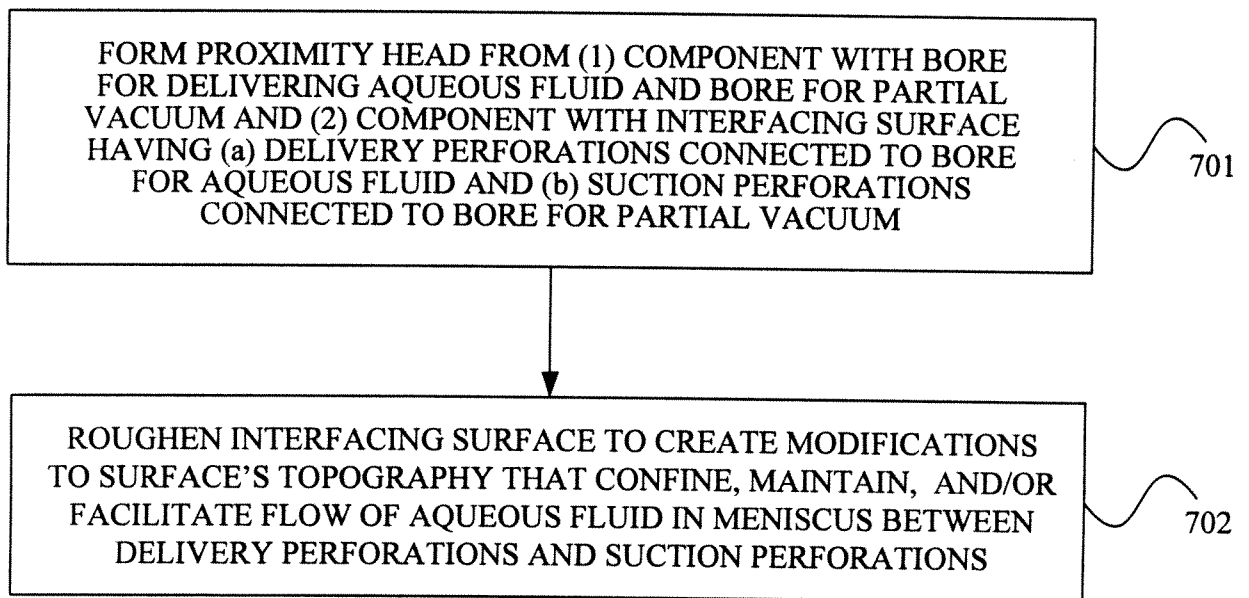 FORM PROXIMITY HEAD FROM (1) COMPONENT WITH BORE
FOR DELIVERING AQUEOUS FLUID AND BORE FOR PARTIAL
VACUUM AND (2) COMPONENT WITH INTERFACING SURFACE
HAVING (a) DELIVERY PERFORATIONS CONNECTED TO BORE
FOR AQUEOUS FLUID AND (b) SUCTION PERFORATIONS
CONNECTED TO BORE FOR PARTIAL VACUUM
701
ROUGHEN INTERFACING SURFACE TO CREATE MODIFICATIONS
TO SURFACE'S TOPOGRAPHY THAT CONFINE, MAINTAIN, AND/OR
FACILITATE FLOW OF AQUEOUS FLUID IN MENISCUS BETWEEN
DELIVERY PERFORATIONS AND SUCTION PERFORATIONS
702